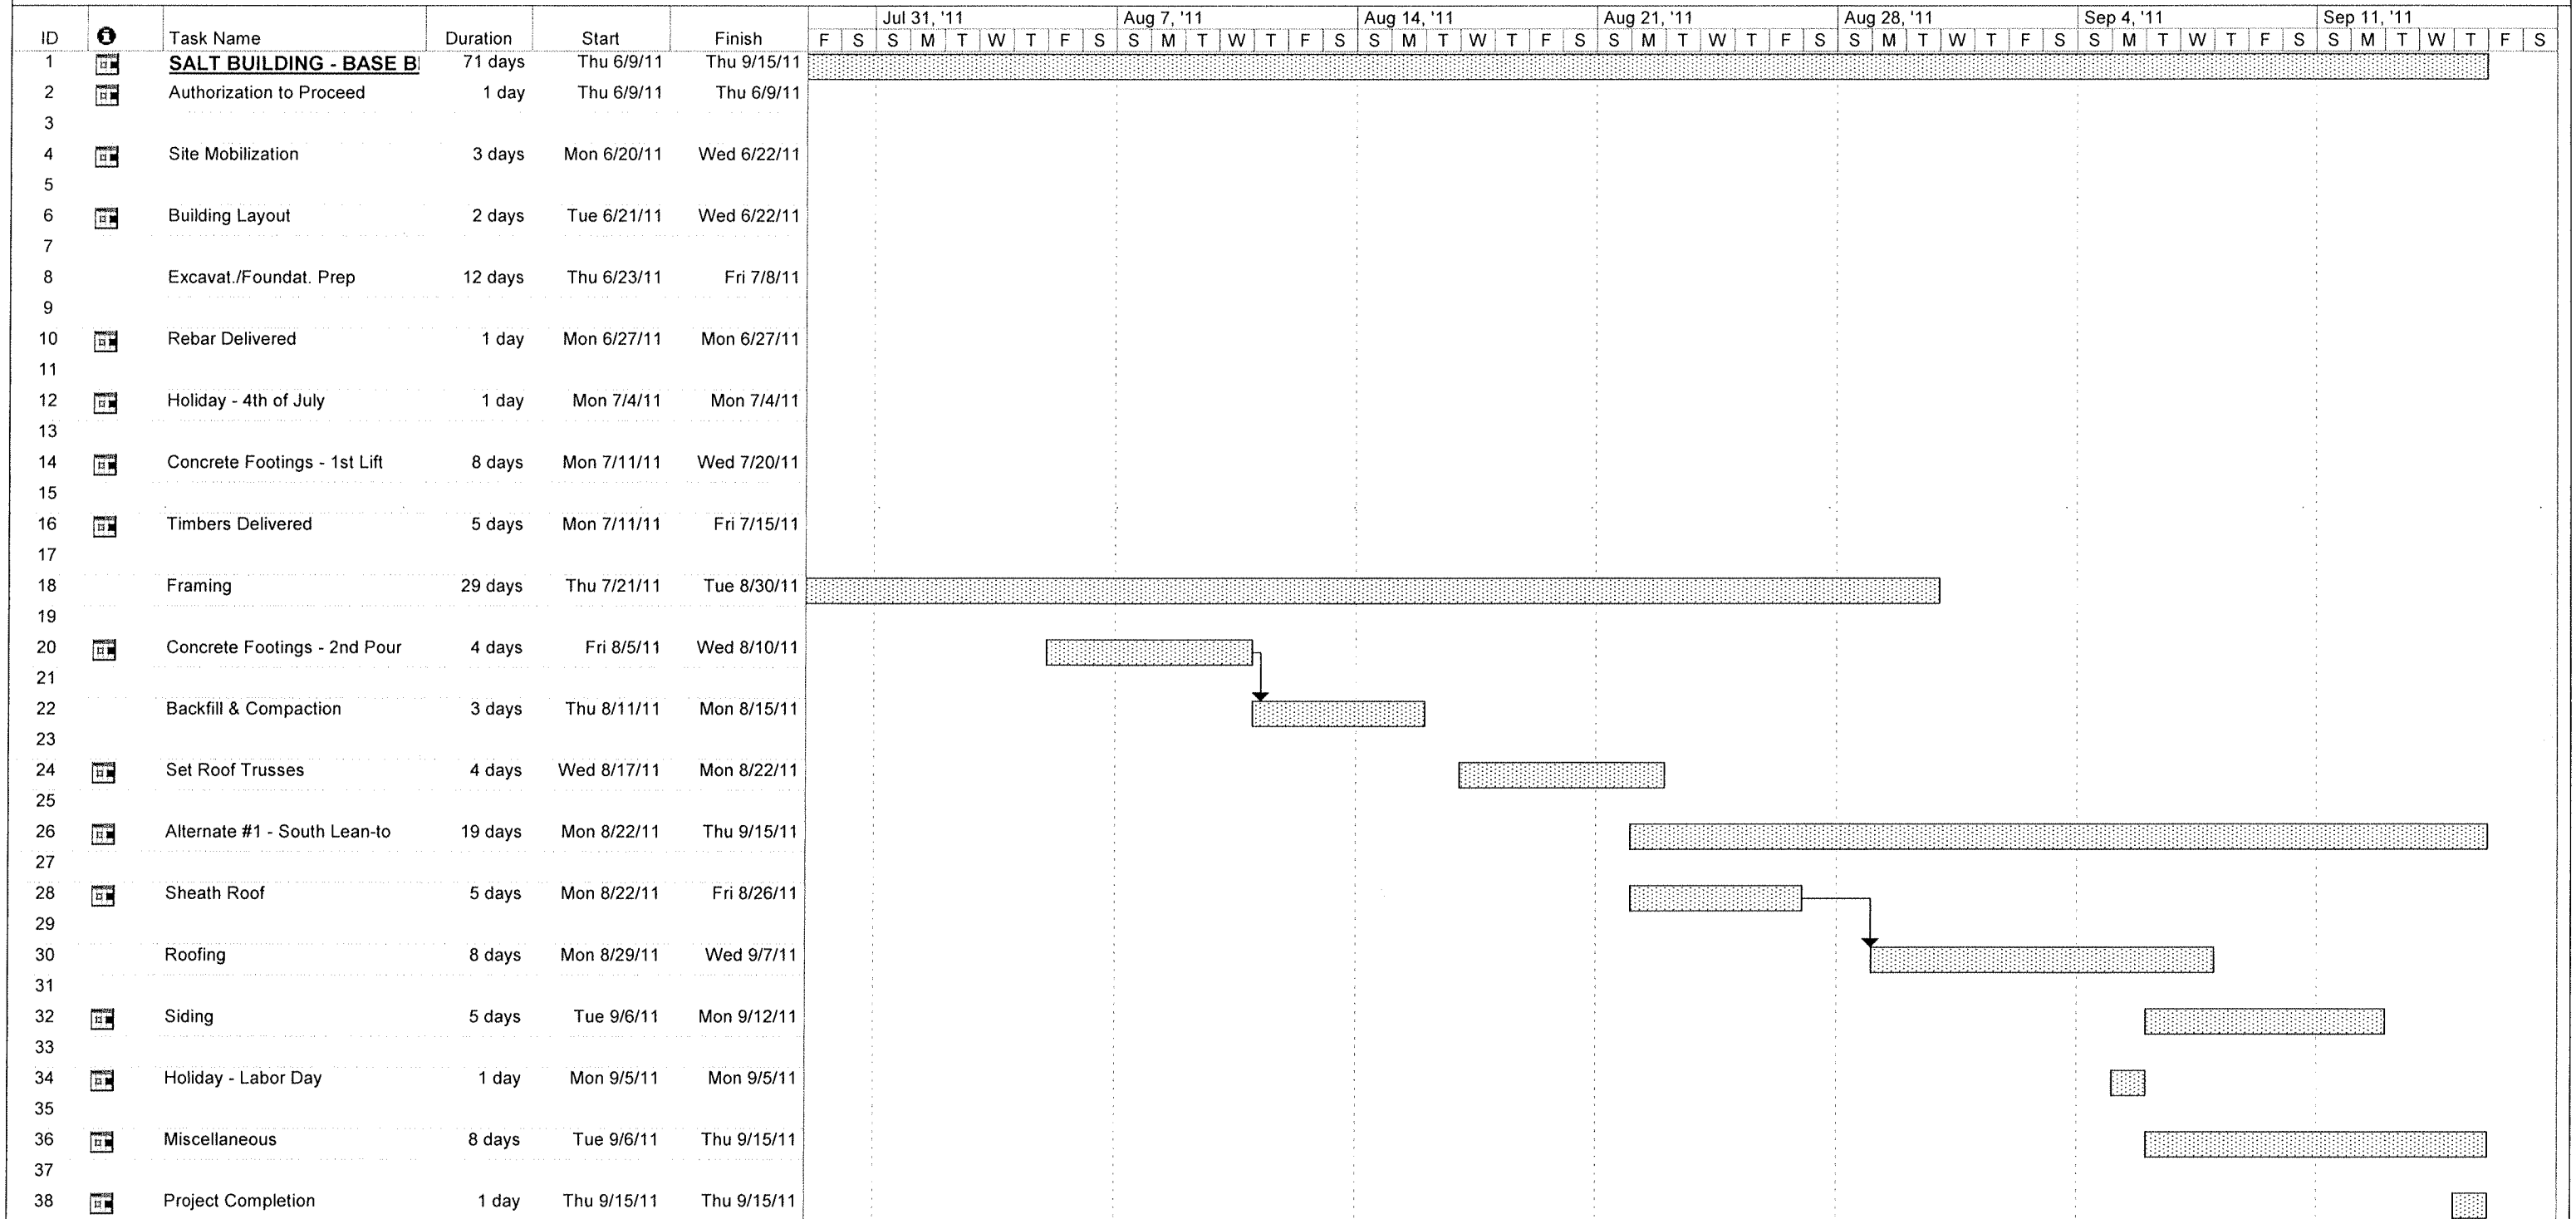 Jul 31, '11 Aug 7, '11 Aug 14, '11 Aug 21, '11 Aug 28, '11 Sep 4, '11 Sep 11, '11
ID Task Name Duration Start Finish F S S M T W T F S S M T W T F S S M T W T F S S M T W T F S S M T W T F S S M T W T F S S M T W T F S
1 SALT BUILDING - BASE B 71 days Thu 6/9/11 Thu 9/15/11
2 Authorization to Proceed 1 day Thu 6/9/11 Thu 6/9/11
3
4 Site Mobilization 3 days Mon 6/20/11 Wed 6/22/11
5
6 Building Layout 2 days Tue 6/21/11 Wed 6/22/11
7
8 Excavat./Foundat. Prep 12 days Thu 6/23/11 Fri 7/8/11
9
10 Rebar Delivered 1 day Mon 6/27/11 Mon 6/27/11
11
12 Holiday - 4th of July 1 day Mon 7/4/11 Mon 7/4/11
13
14 Concrete Footings - 1st Lift 8 days Mon 7/11/11 Wed 7/20/11
15
16 Timbers Delivered 5 days Mon 7/11/11 Fri 7/15/11
17
18 Framing 29 days Thu 7/21/11 Tue 8/30/11
19
20 Concrete Footings - 2nd Pour 4 days Fri 8/5/11 Wed 8/10/11
21
22 Backfill & Compaction 3 days Thu 8/11/11 Mon 8/15/11
23
24 Set Roof Trusses 4 days Wed 8/17/11 Mon 8/22/11
25
26 Alternate #1 - South Lean-to 19 days Mon 8/22/11 Thu 9/15/11
27
28 Sheath Roof 5 days Mon 8/22/11 Fri 8/26/11
29
30 Roofing 8 days Mon 8/29/11 Wed 9/7/11
31
32 Siding 5 days Tue 9/6/11 Mon 9/12/11
33
34 Holiday - Labor Day 1 day Mon 9/5/11 Mon 9/5/11
35
36 Miscellaneous 8 days Tue 9/6/11 Thu 9/15/11
37
38 Project Completion 1 day Thu 9/15/11 Thu 9/15/11